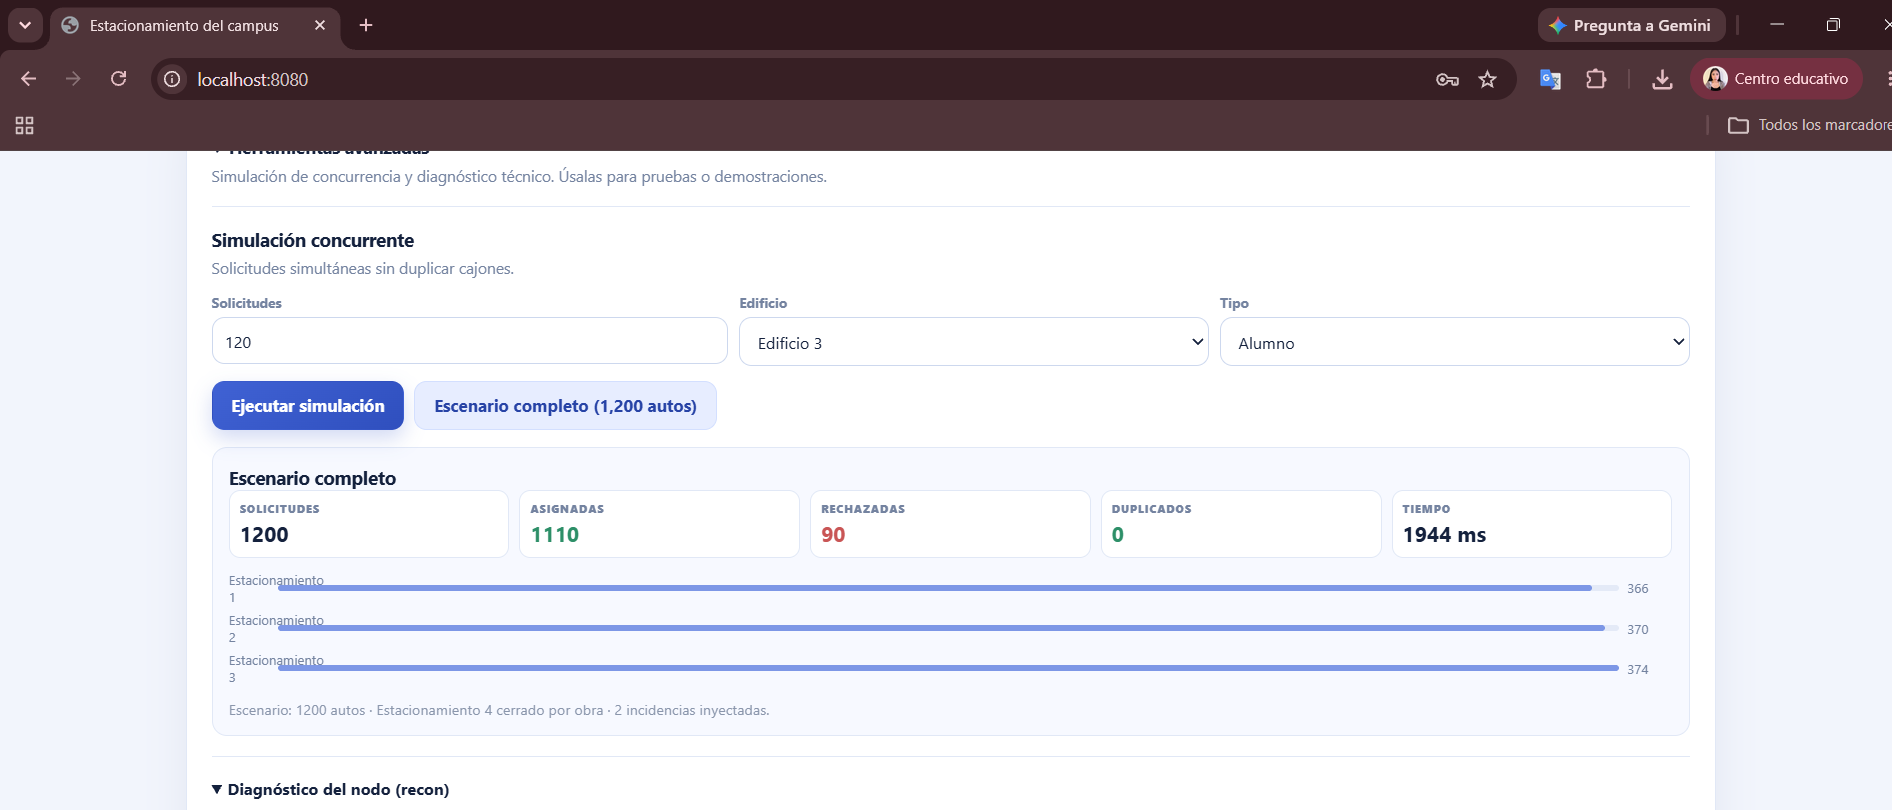 Estacionamiento del campus
Pregunta a Gemini
localhost:8080
Centro educativo
Todos los marcadore
Herramientas avanzadas
Simulación de concurrencia y diagnóstico técnico. Úsalas para pruebas o demostraciones.
Simulación concurrente
Solicitudes simultáneas sin duplicar cajones.
Solicitudes Edificio Tipo
120 Edificio 3 Alumno
Ejecutar simulación Escenario completo (1,200 autos)
Escenario completo
SOLICITUDES ASIGNADAS RECHAZADAS DUPLICADOS TIEMPO
1200 1110 90 0 1944 ms
Estacionamiento
1 366
Estacionamiento
2 370
Estacionamiento
3 374
Escenario: 1200 autos · Estacionamiento 4 cerrado por obra · 2 incidencias inyectadas.
Diagnóstico del nodo (recon)